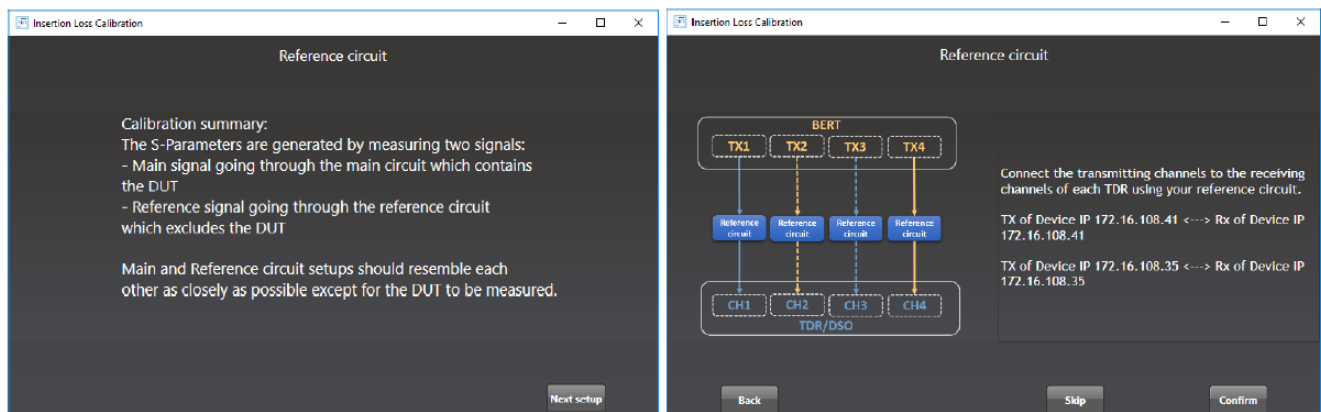 Insertion Loss Calibration
Reference circuit
Calibration summary:
The S-Parameters are generated by measuring two signals:
- Main signal going through the main circuit which contains
the DUT
- Reference signal going through the reference circuit
which excludes the DUT
Main and Reference circuit setups should resemble each
other as closely as possible except for the DUT to be measured.
Next setup
Insertion Loss Calibration
Reference circuit
BERT
TX1 TX2 TX3 TX4
Reference circuit
Reference circuit
Reference circuit
Reference circuit
CH1 CH2 CH3 CH4
TDR/DSO
Connect the transmitting channels to the receiving
channels of each TDR using your reference circuit.
TX of Device IP 172.16.108.41 <---> Rx of Device IP
172.16.108.41
TX of Device IP 172.16.108.35 <---> Rx of Device IP
172.16.108.35
Back
Skip
Confirm